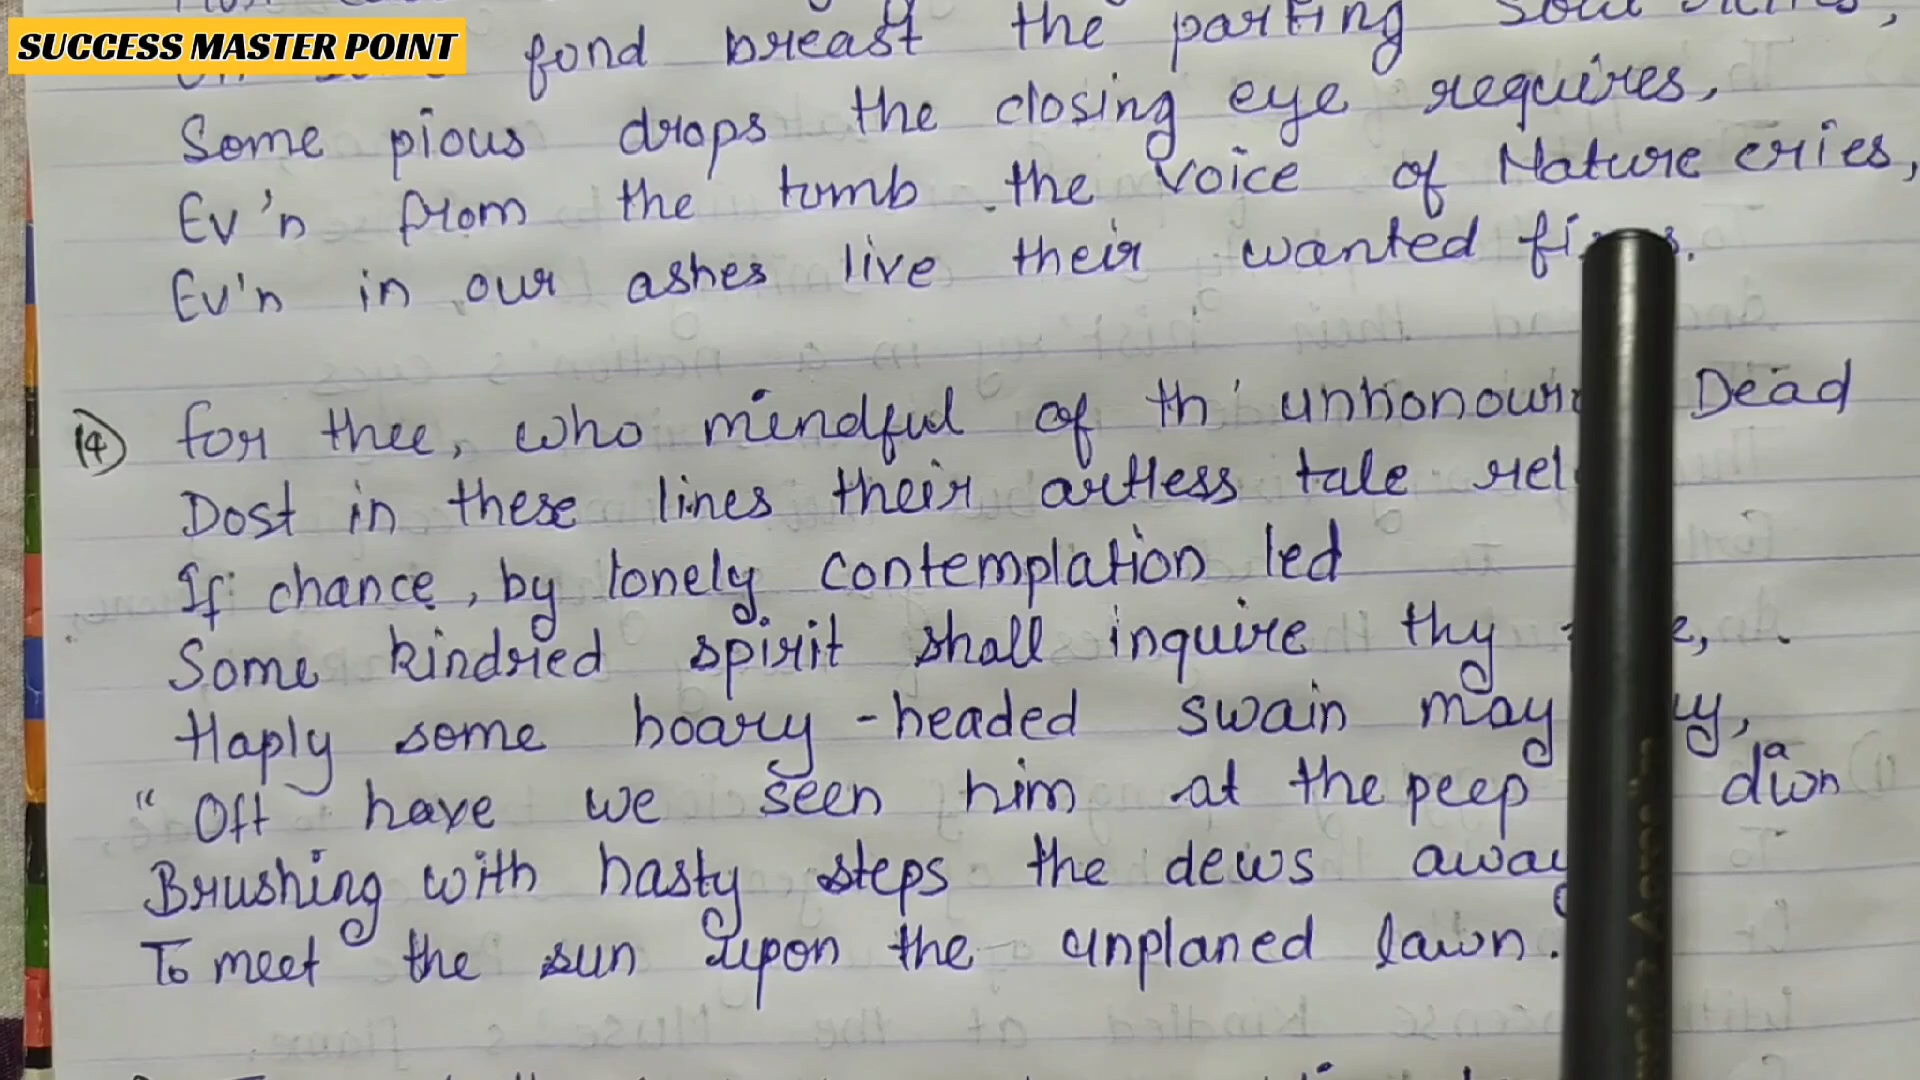 SUCCESS MASTER POINT
fond breast the parting soul
Some pious drops the closing eye requires,
Ev'n from the tomb the voice of Nature cries,
Ev'n in our ashes live their wanted
14 for thee, who mindful of th' unhonour Dead
Dost in these lines their artless tale rel
If chance, by lonely contemplation led
Some kindried spirit shall inquire thy
Haply some hoary-headed swain may
" Oft have we seen him at the peep
Brushing with hasty steps the dews away
To meet the sun upon the unplaned lawn.